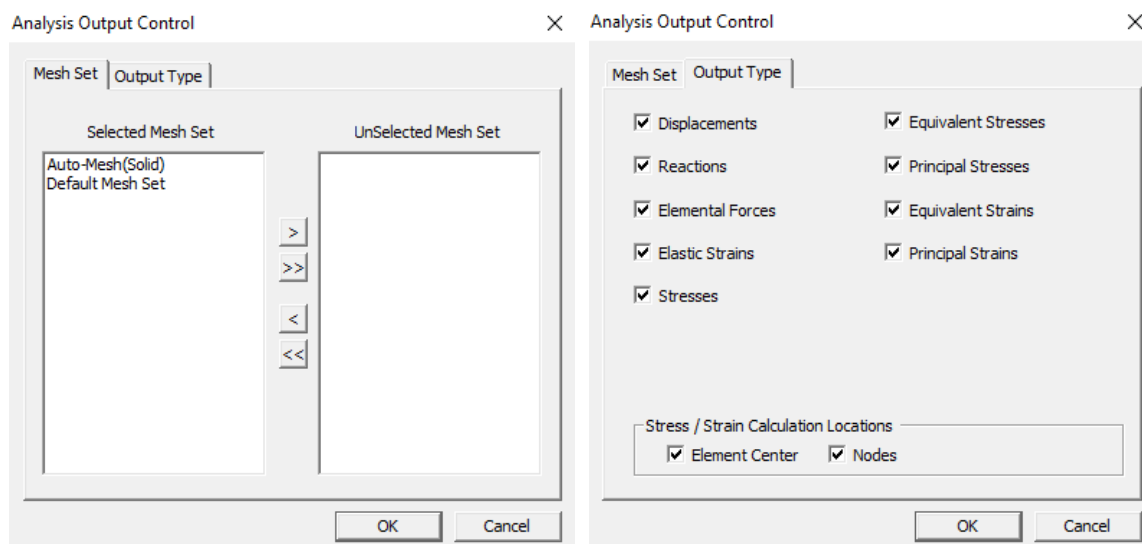 Analysis Output Control
Mesh Set
Output Type
Selected Mesh Set
UnSelected Mesh Set
Auto-Mesh(Solid)
Default Mesh Set
>
>>
<
<<
OK
Cancel
Analysis Output Control
Mesh Set
Output Type
Displacements
Equivalent Stresses
Reactions
Principal Stresses
Elemental Forces
Equivalent Strains
Elastic Strains
Principal Strains
Stresses
Stress / Strain Calculation Locations
Element Center
Nodes
OK
Cancel